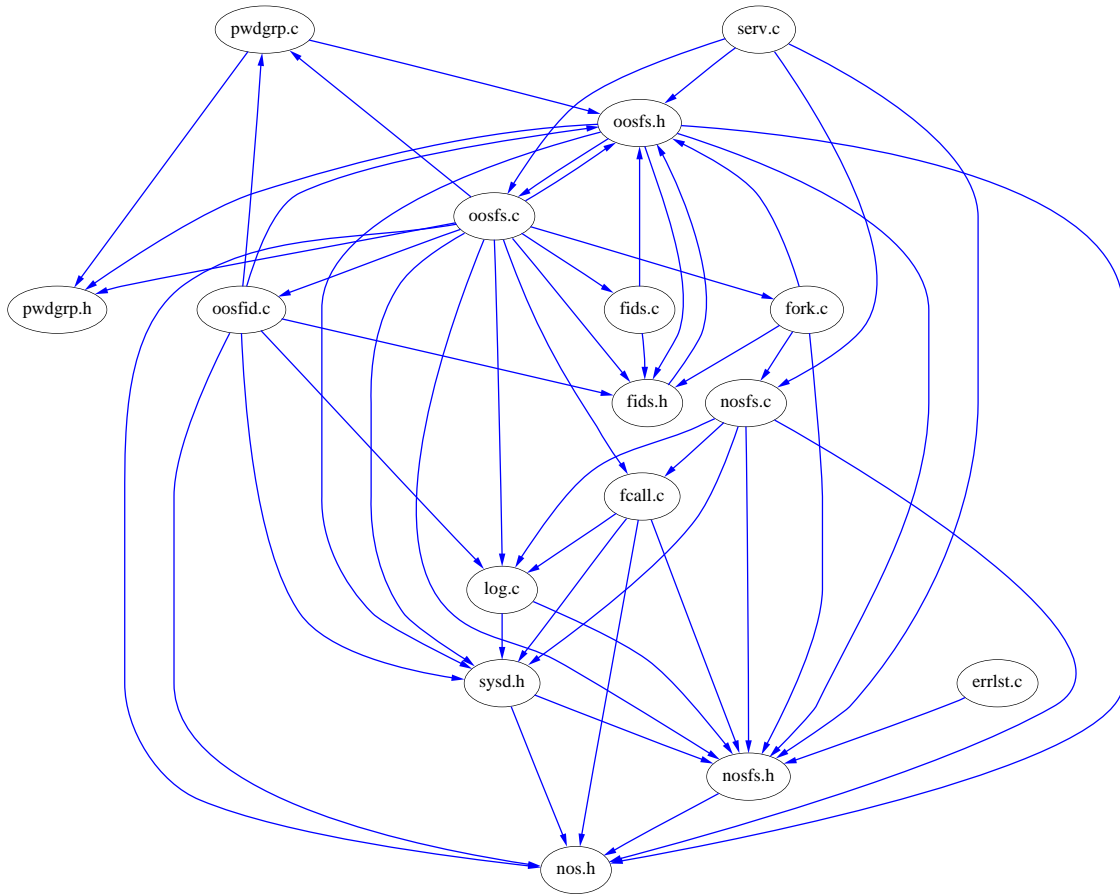 pwdgrp.c
serv.c
oosfs.h
oosfs.c
pwdgrp.h
oosfid.c
fids.c
fork.c
fids.h
nosfs.c
fcall.c
log.c
sysd.h
errlst.c
nosfs.h
nos.h